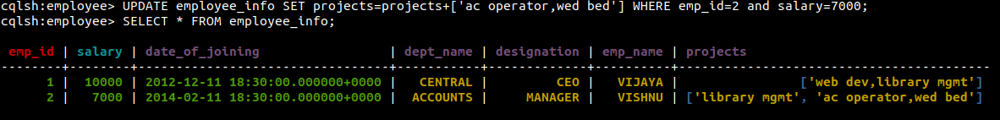 cqlsh:employee> UPDATE employee_info SET projects=projects+['ac operator,wed bed'] WHERE emp_id=2 and salary=7000;
cqlsh:employee> SELECT * FROM employee_info;
emp_id | salary | date_of_joining | dept_name | designation | emp_name | projects
--------+--------+---------------------------------+-----------+-------------+----------+-----------------------------------------
1 | 10000 | 2012-12-11 18:30:00.000000+0000 | CENTRAL | CEO | VIJAYA | ['web dev,library mgmt']
2 | 7000 | 2014-02-11 18:30:00.000000+0000 | ACCOUNTS | MANAGER | VISHNU | ['library mgmt', 'ac operator,wed bed']